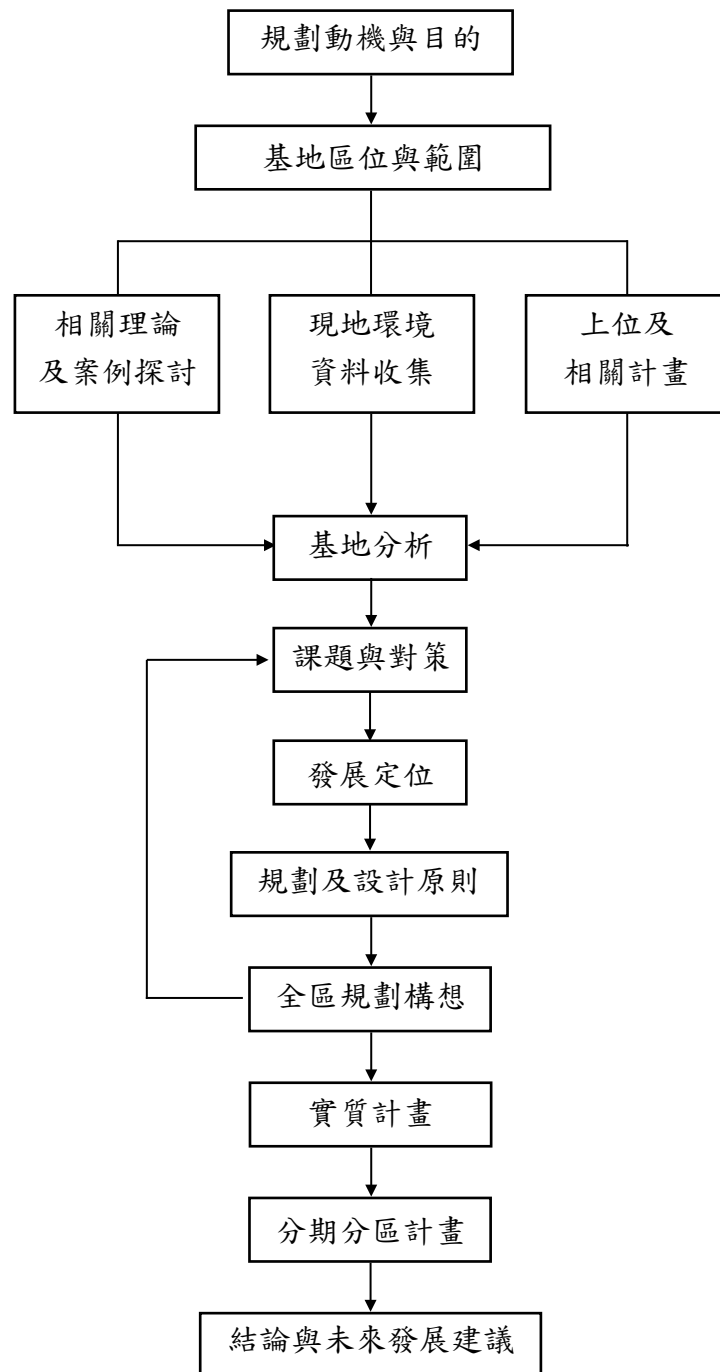 規劃動機與目的
基地區位與範圍
相關理論
及案例探討
現地環境
資料收集
上位及
相關計畫
基地分析
課題與對策
發展定位
規劃及設計原則
全區規劃構想
實質計畫
分期分區計畫
結論與未來發展建議